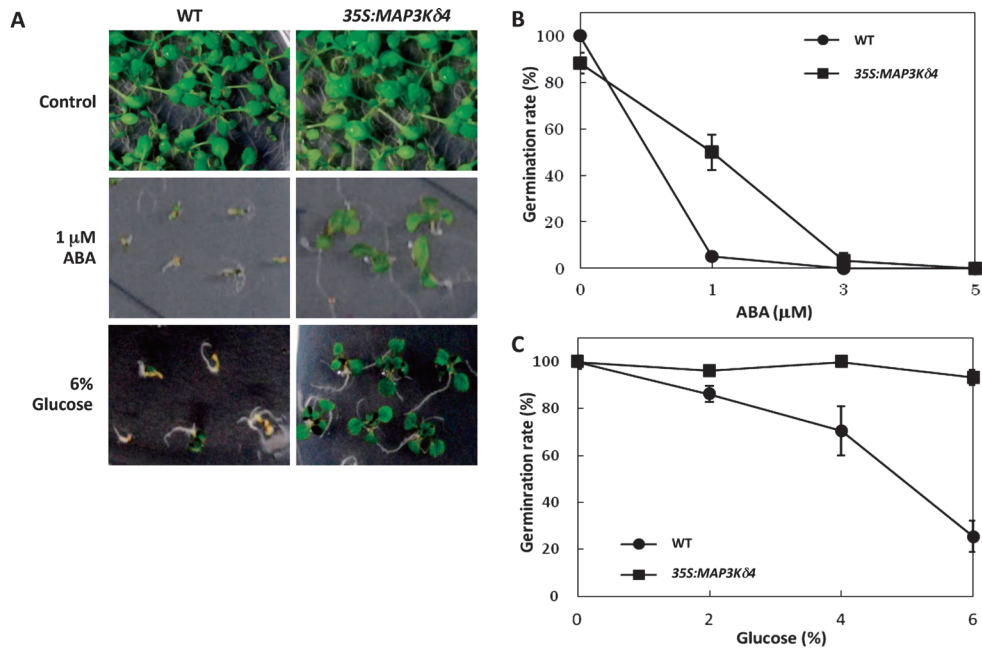 A
WT
35S:MAP3Kδ4
Control
1 μM
ABA
6%
Glucose
B
Germination rate (%)
100
80
60
40
20
0
WT
35S:MAP3Kδ4
0
1
3
5
ABA (μM)
C
Germinration rate (%)
100
80
60
40
20
0
WT
35S:MAP3Kδ4
0
2
4
6
Glucose (%)